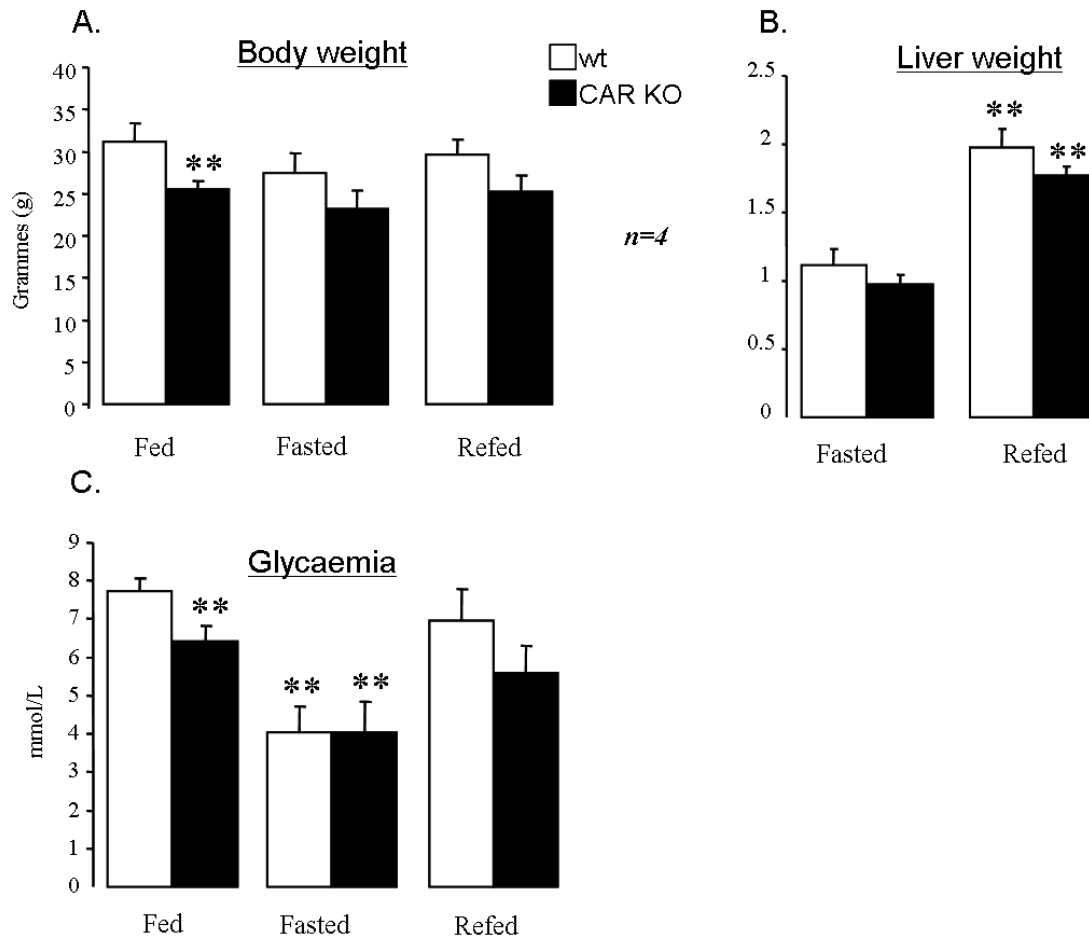 A.
Body weight
wt
CAR KO
40
35
30
25
20
15
10
5
0
Grammes (g)
**
n=4
Fed
Fasted
Refed
B.
Liver weight
2.5
2
1.5
1
0.5
0
**
**
Fasted
Refed
C.
Glycaemia
9
8
7
6
5
4
3
2
1
0
mmol/L
**
**
**
Fed
Fasted
Refed